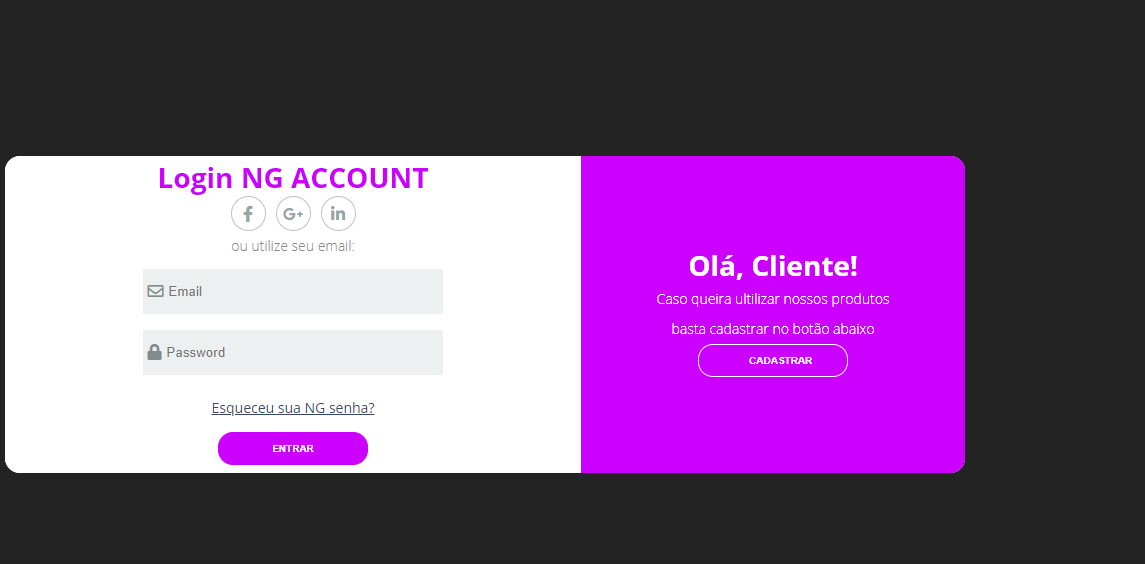 Login NG ACCOUNT
f G+ in
ou utilize seu email:
Email
Password
Esqueceu sua NG senha?
ENTRAR
Olá, Cliente!
Caso queira ultilizar nossos produtos
basta cadastrar no botão abaixo
CADASTRAR